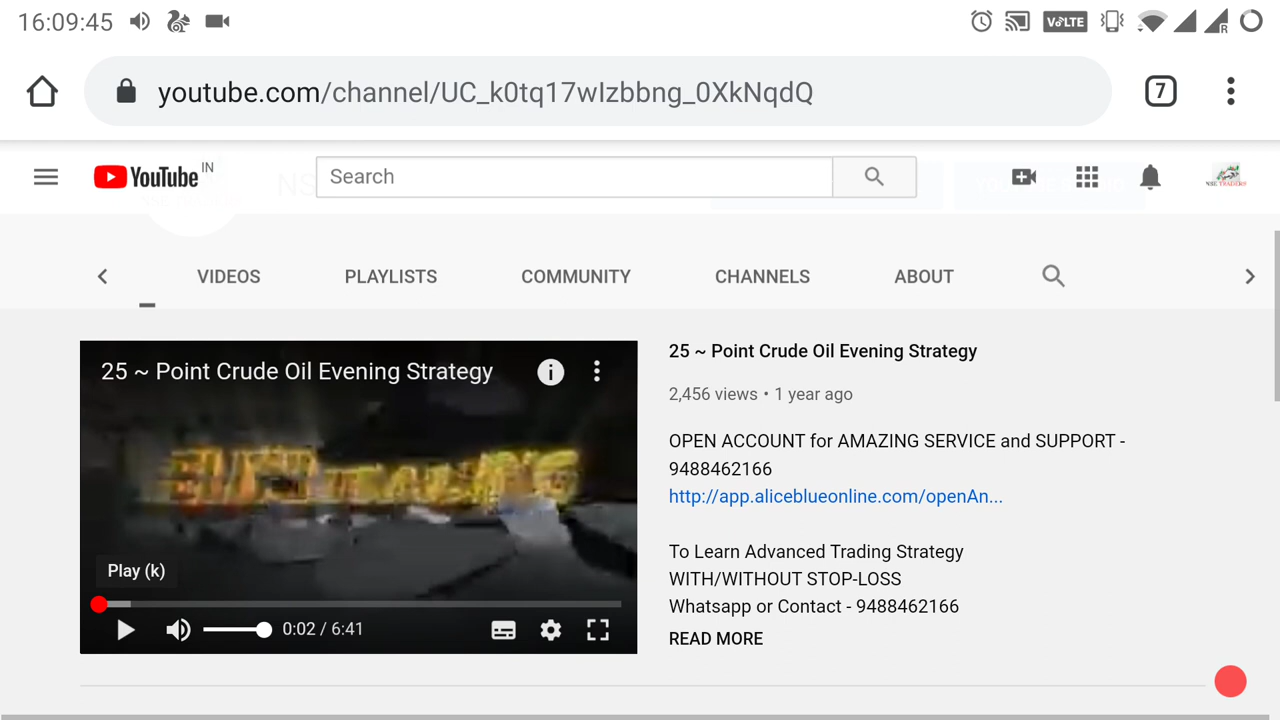 16:09:45
VoLTE
R
youtube.com/channel/UC_k0tq17wIzbbng_0XkNqdQ
7
YouTube IN
NS
Search
NSE TRADERS
VIDEOS
PLAYLISTS
COMMUNITY
CHANNELS
ABOUT
25 ~ Point Crude Oil Evening Strategy
Play (k)
0:02 / 6:41
25 ~ Point Crude Oil Evening Strategy
2,456 views • 1 year ago
OPEN ACCOUNT for AMAZING SERVICE and SUPPORT -
9488462166
http://app.aliceblueonline.com/openAn...
To Learn Advanced Trading Strategy
WITH/WITHOUT STOP-LOSS
Whatsapp or Contact - 9488462166
READ MORE